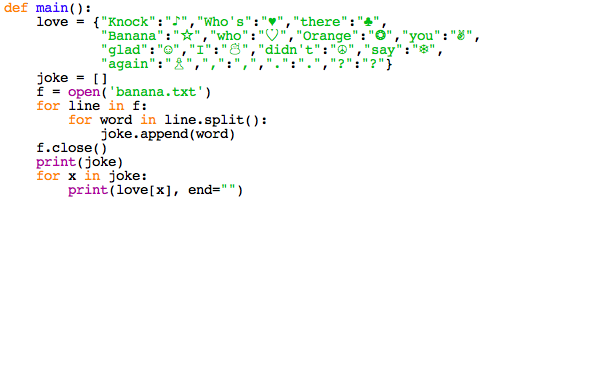 def main():
    love = {"Knock":"♪","Who's":"♥","there":"♣",
            "Banana":"☆","who":"♡","Orange":"❂","you":"✌",
            "glad":"☺","I":"☃","didn't":"☮","say":"❆",
            "again":"♙",",":",",".":".","?":"?"}
    joke = []
    f = open('banana.txt')
    for line in f:
        for word in line.split():
            joke.append(word)
    f.close()
    print(joke)
    for x in joke:
        print(love[x], end="")